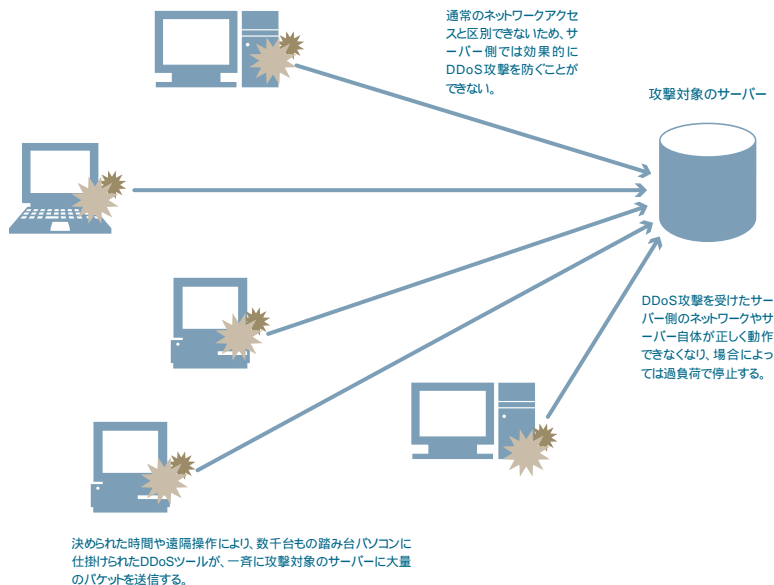 通常のネットワークアクセ
スと区別できないため、サ
ーバー側では効果的に
DDoS攻撃を防ぐことが
できない。
攻撃対象のサーバー
DDoS攻撃を受けたサー
バー側のネットワークやサ
ーバー自体が正しく動作
できなくなり、場合によっ
ては過負荷で停止する。
決められた時間や遠隔操作により、数千台もの踏み台パソコンに
仕掛けられたDDoSツールが、一斉に攻撃対象のサーバーに大量
のパケットを送信する。